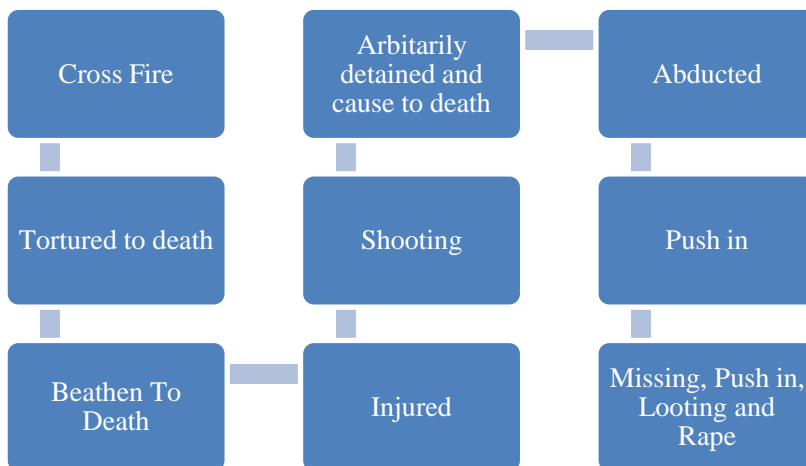 Cross Fire
Tortured to death
Beathen To
Death
Injured
Shooting
Arbitarily
detained and
cause to death
Abducted
Push in
Missing, Push in,
Looting and
Rape